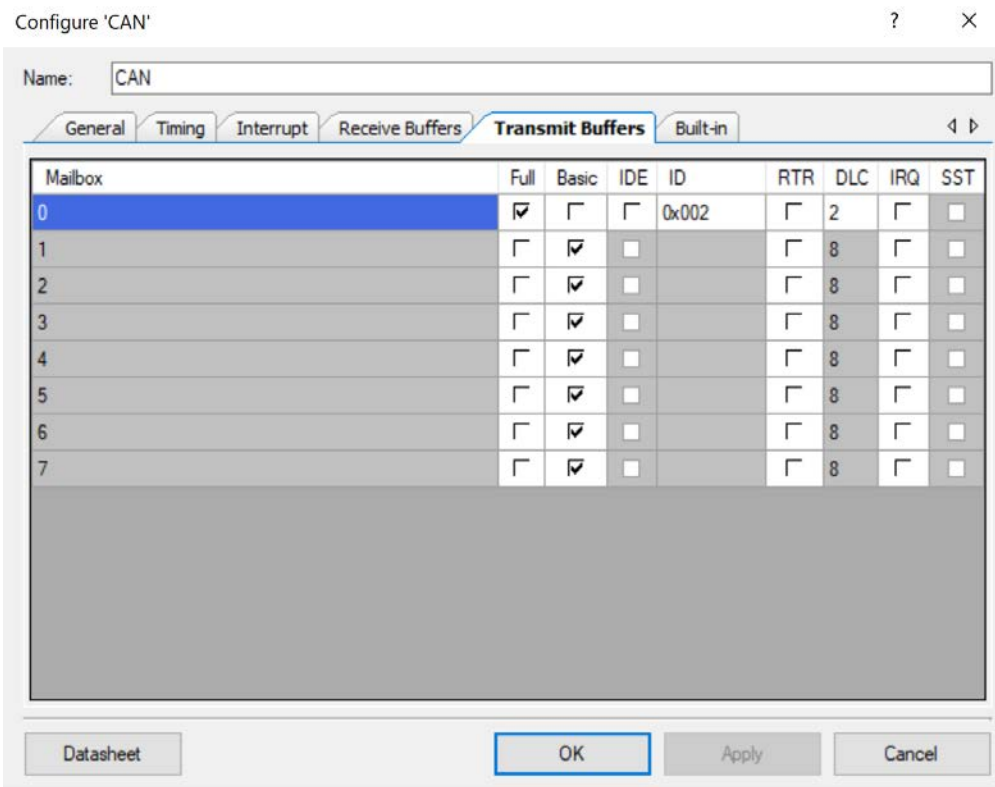 Configure 'CAN' ? ×
Name: CAN
General Timing Interrupt Receive Buffers Transmit Buffers Built-in
Mailbox Full Basic IDE ID RTR DLC IRQ SST
0 0x002 2
1 8
2 8
3 8
4 8
5 8
6 8
7 8
Datasheet OK Apply Cancel